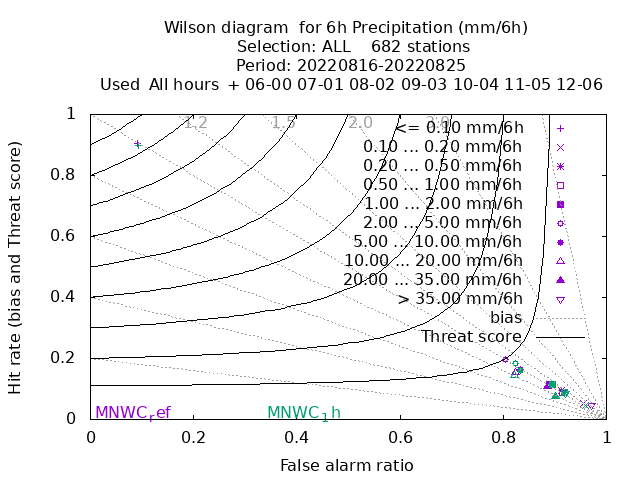 Wilson diagram  for 6h Precipitation (mm/6h)
Selection: ALL    682 stations
Period: 20220816-20220825
Used  All hours  + 06-00 07-01 08-02 09-03 10-04 11-05 12-06
1.2 1.5 2.0 3.0
<= 0.10 mm/6h
0.10 ... 0.20 mm/6h
0.20 ... 0.50 mm/6h
0.50 ... 1.00 mm/6h
1.00 ... 2.00 mm/6h
2.00 ... 5.00 mm/6h
5.00 ... 10.00 mm/6h
10.00 ... 20.00 mm/6h
20.00 ... 35.00 mm/6h
> 35.00 mm/6h
bias
Threat score
1
0.8
0.6
0.4
0.2
0
Hit rate (bias and Threat score)
MNWCref MNWC1h
0 0.2 0.4 0.6 0.8 1
False alarm ratio